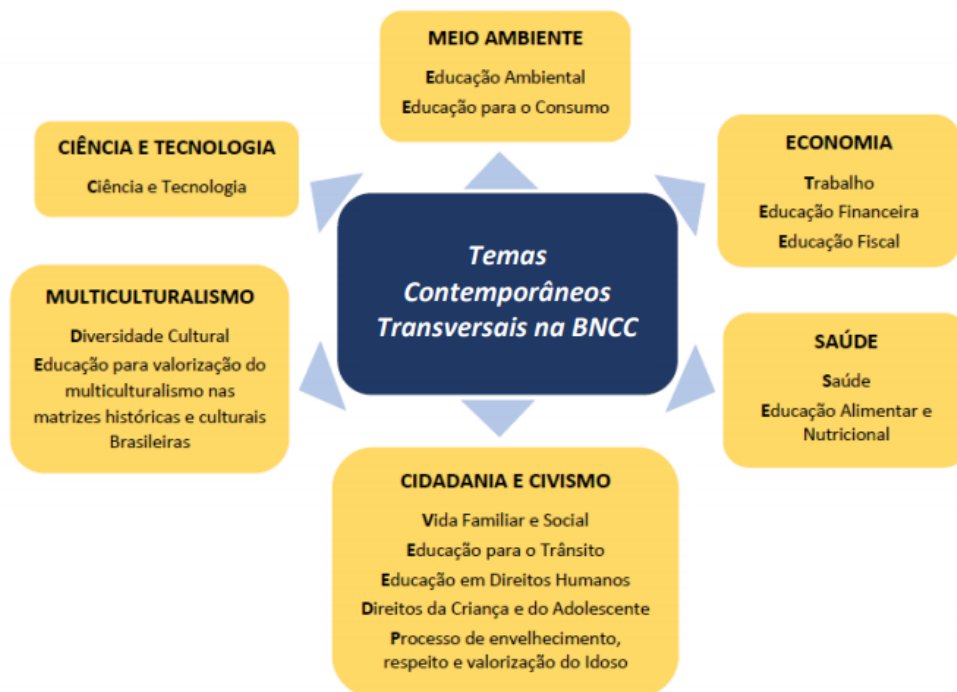 MEIO AMBIENTE
Educação Ambiental
Educação para o Consumo
CIÊNCIA E TECNOLOGIA
Ciência e Tecnologia
ECONOMIA
Trabalho
Educação Financeira
Educação Fiscal
Temas
Contemporâneos
Transversais na BNCC
MULTICULTURALISMO
Diversidade Cultural
Educação para valorização do
multiculturalismo nas
matrizes históricas e culturais
Brasileiras
SAÚDE
Saúde
Educação Alimentar e
Nutricional
CIDADANIA E CIVISMO
Vida Familiar e Social
Educação para o Trânsito
Educação em Direitos Humanos
Direitos da Criança e do Adolescente
Processo de envelhecimento,
respeito e valorização do Idoso